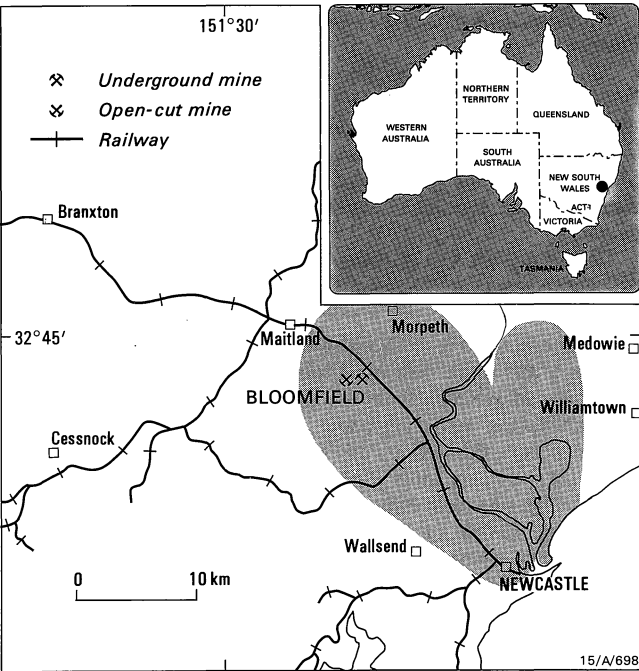 151°30'
Underground mine
Open-cut mine
Railway
NORTHERN
TERRITORY
QUEENSLAND
WESTERN
AUSTRALIA
SOUTH
AUSTRALIA
NEW SOUTH
WALES
ACT
VICTORIA
TASMANIA
Branxton
32°45'
Maitland
Morpeth
Medowie
BLOOMFIELD
Williamtown
Cessnock
Wallsend
NEWCASTLE
0 10 km
15/A/698